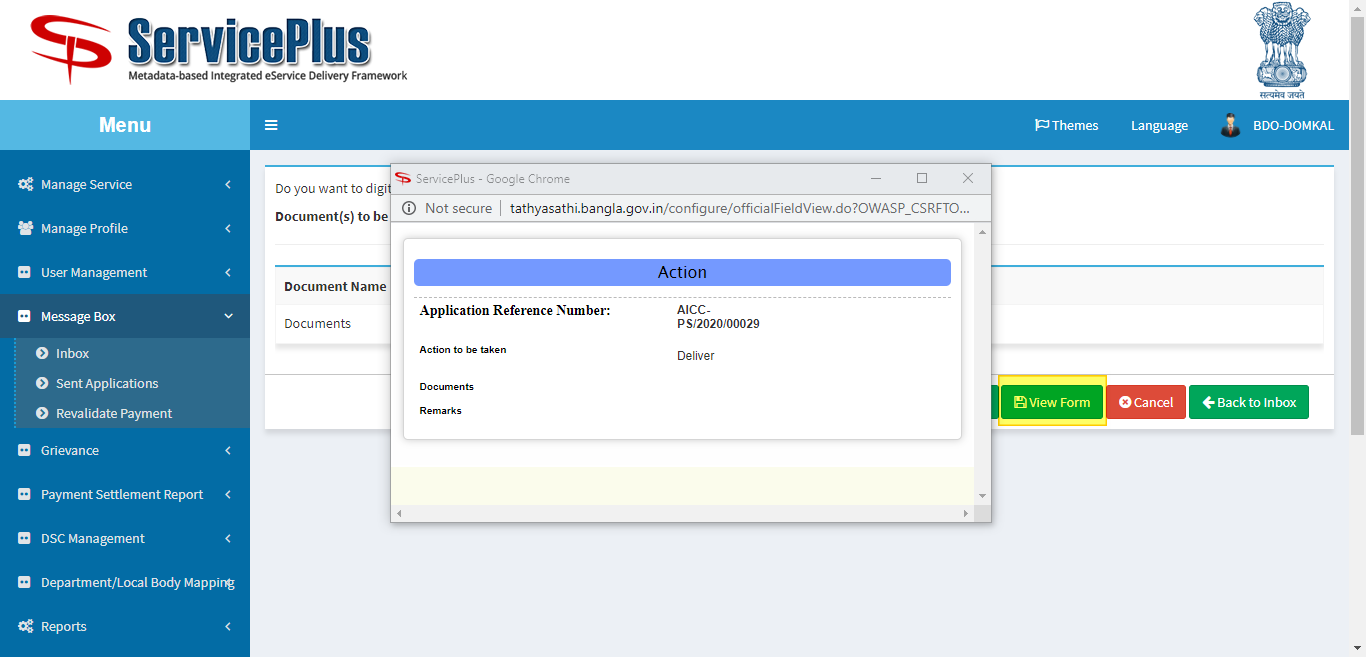 ServicePlus
Metadata-based Integrated eService Delivery Framework
सत्यमेव जयते
Menu
Themes
Language
BDO-DOMKAL
Manage Service
Manage Profile
User Management
Message Box
Inbox
Sent Applications
Revalidate Payment
Grievance
Payment Settlement Report
DSC Management
Department/Local Body Mapping
Reports
Do you want to digit
Document(s) to be
Document Name
Documents
ServicePlus - Google Chrome
Not secure
tathyasathi.bangla.gov.in/configure/officialFieldView.do?OWASP_CSRFTO...
Action
Application Reference Number:
AICC-
PS/2020/00029
Action to be taken
Deliver
Documents
Remarks
View Form
Cancel
Back to Inbox